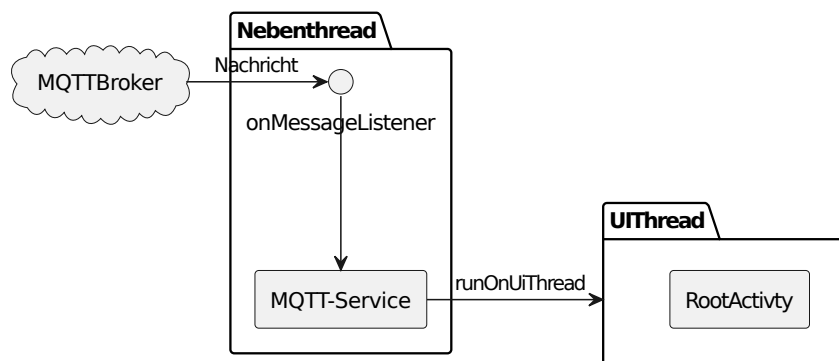 Nebenthread
Nachricht
MQTTBroker
onMessageListener
UIThread
MQTT-Service
runOnUiThread
RootActivty